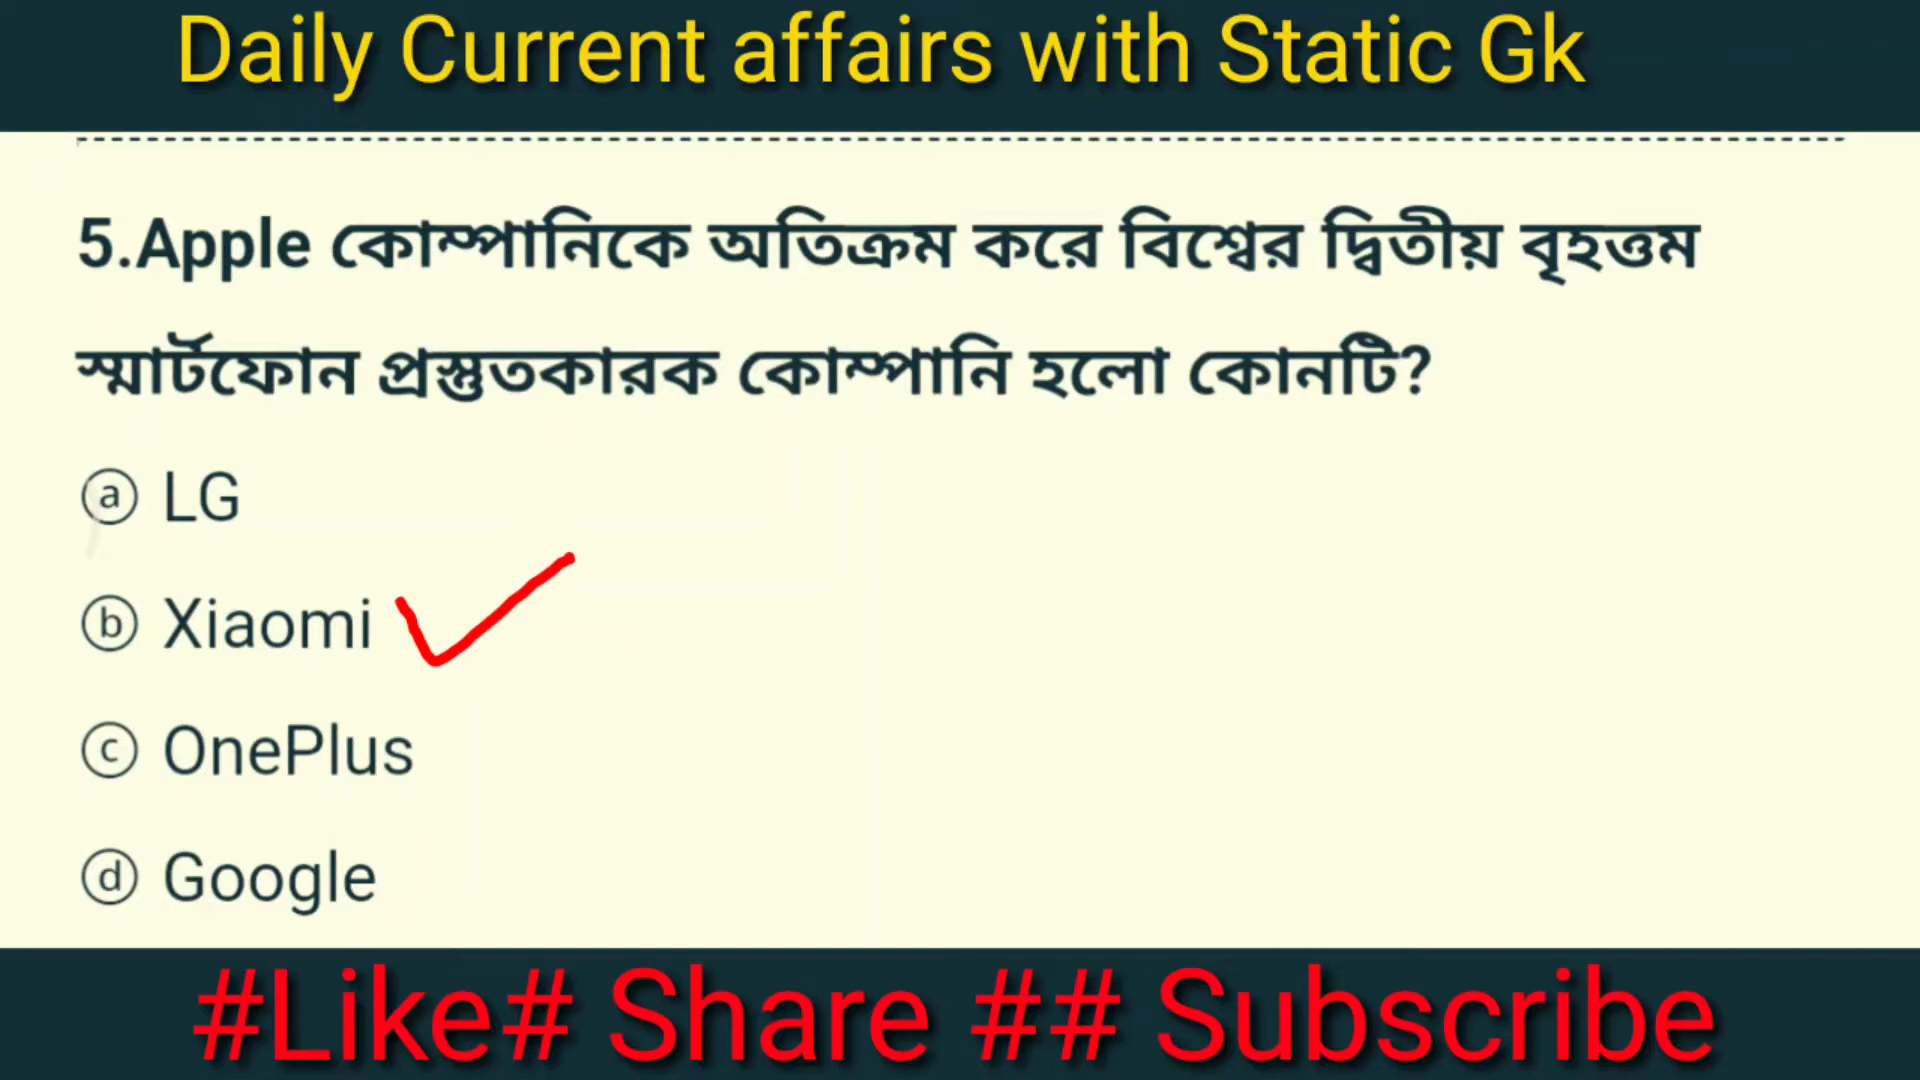 Daily Current affairs with Static Gk
5.Apple কোম্পানিকে অতিক্রম করে বিশ্বের দ্বিতীয় বৃহত্তম
স্মার্টফোন প্রস্তুতকারক কোম্পানি হলো কোনটি?
ⓐ LG
ⓑ Xiaomi
ⓒ OnePlus
ⓓ Google
#Like# Share ## Subscribe